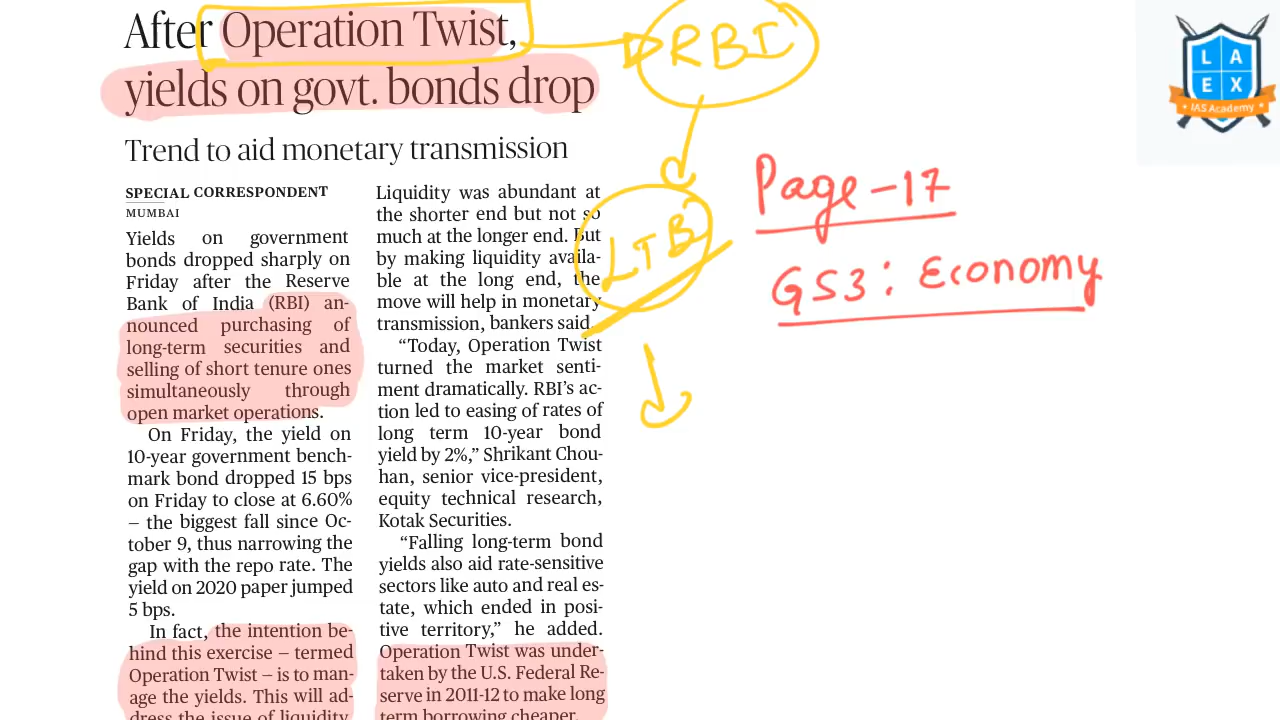 After Operation Twist,
yields on govt. bonds drop
Trend to aid monetary transmission
SPECIAL CORRESPONDENT
MUMBAI
Yields on government
bonds dropped sharply on
Friday after the Reserve
Bank of India (RBI) an-
nounced purchasing of
long-term securities and
selling of short tenure ones
simultaneously through
open market operations.
On Friday, the yield on
10-year government bench-
mark bond dropped 15 bps
on Friday to close at 6.60%
– the biggest fall since Oc-
tober 9, thus narrowing the
gap with the repo rate. The
yield on 2020 paper jumped
5 bps.
In fact, the intention be-
hind this exercise – termed
Operation Twist – is to man-
age the yields. This will ad-
dress the issue of liquidity.
Liquidity was abundant at
the shorter end but not so
much at the longer end. But
by making liquidity availa-
ble at the long end, the
move will help in monetary
transmission, bankers said.
“Today, Operation Twist
turned the market senti-
ment dramatically. RBI’s ac-
tion led to easing of rates of
long term 10-year bond
yield by 2%,” Shrikant Chou-
han, senior vice-president,
equity technical research,
Kotak Securities.
“Falling long-term bond
yields also aid rate-sensitive
sectors like auto and real es-
tate, which ended in posi-
tive territory,” he added.
Operation Twist was under-
taken by the U.S. Federal Re-
serve in 2011-12 to make long
term borrowing cheaper.
RBI
LTB
Page-17
GS3: Economy
L A
E X
IAS Academy